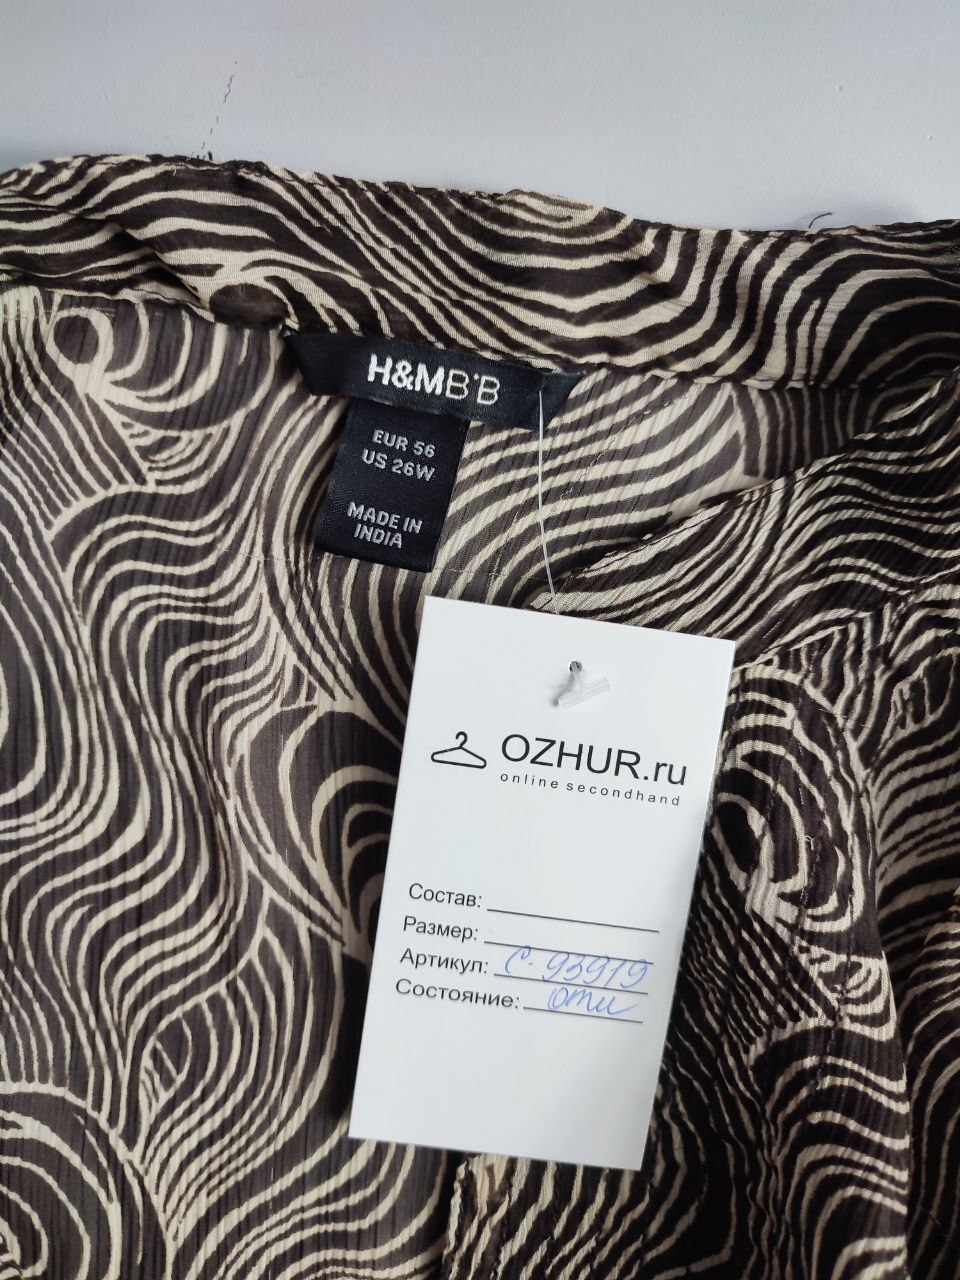 H&MB'B
EUR 56
US 26W
MADE IN
INDIA
OZHUR.ru
online secondhand
Состав:
Размер:
Артикул: С-93919
Состояние: отл